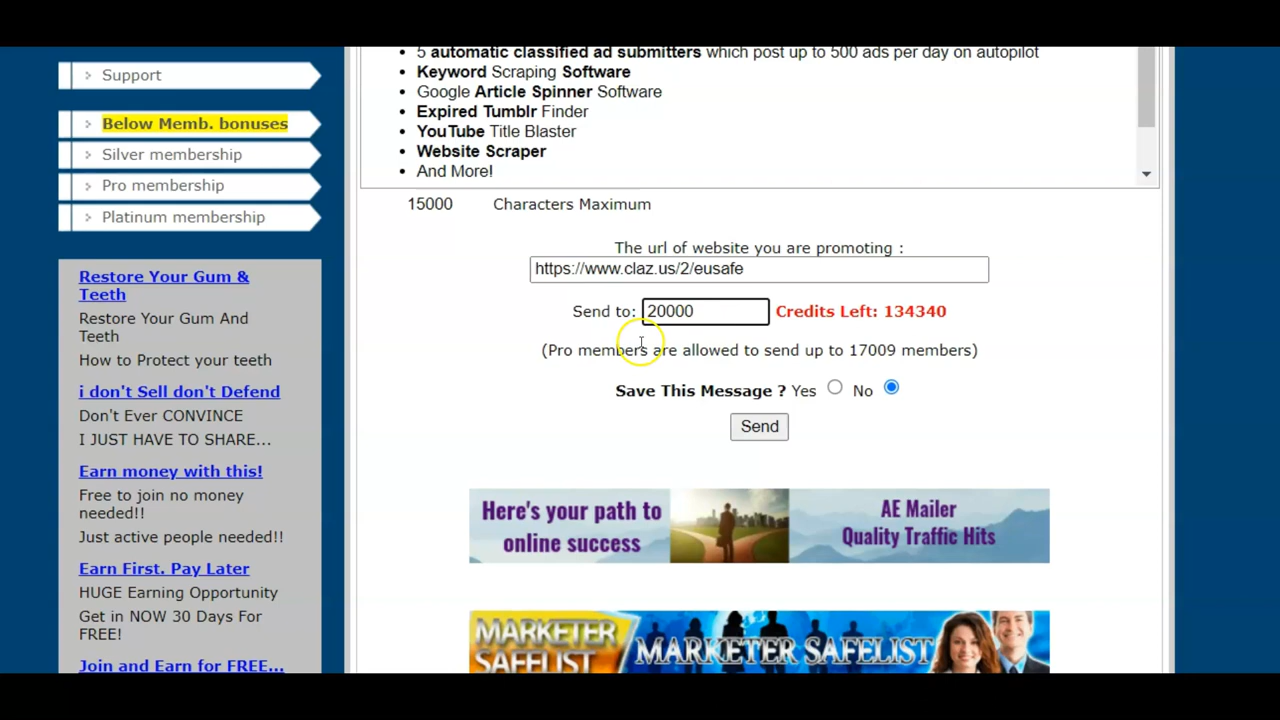 Support
Below Memb. bonuses
Silver membership
Pro membership
Platinum membership
Restore Your Gum &
Teeth
Restore Your Gum And
Teeth
How to Protect your teeth
i don't Sell don't Defend
Don't Ever CONVINCE
I JUST HAVE TO SHARE...
Earn money with this!
Free to join no money
needed!!
Just active people needed!!
Earn First. Pay Later
HUGE Earning Opportunity
Get in NOW 30 Days For
FREE!
Join and Earn for FREE...
5 automatic classified ad submitters which post up to 500 ads per day on autopilot
Keyword Scraping Software
Google Article Spinner Software
Expired Tumblr Finder
YouTube Title Blaster
Website Scraper
And More!
15000 Characters Maximum
The url of website you are promoting :
https://www.claz.us/2/eusafe
Send to: 20000 Credits Left: 134340
(Pro members are allowed to send up to 17009 members)
Save This Message ? Yes No
Send
Here's your path to
online success
AE Mailer
Quality Traffic Hits
MARKETER
SAFELIST
MARKETER SAFELIST